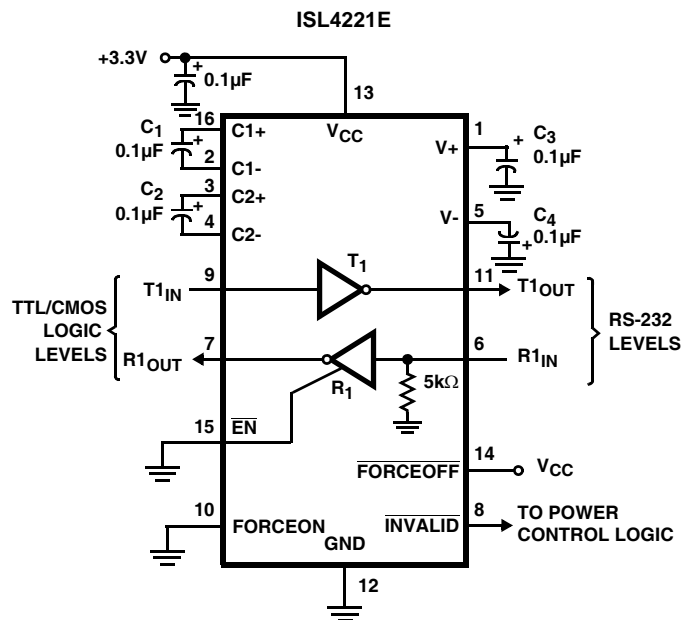 ISL4221E
+3.3V
+
0.1µF
13
16
C1+
VCC
C1
0.1µF
+
2
C1-
3
C2+
C2
0.1µF
+
4
C2-
1
V+
+
C3
0.1µF
5
V-
C4
0.1µF
+
T1
9
T1IN
11
T1OUT
TTL/CMOS
LOGIC
LEVELS
RS-232
LEVELS
7
R1OUT
R1
5kΩ
6
R1IN
15
EN
14
FORCEOFF
VCC
10
FORCEON
8
INVALID
TO POWER
CONTROL LOGIC
GND
12